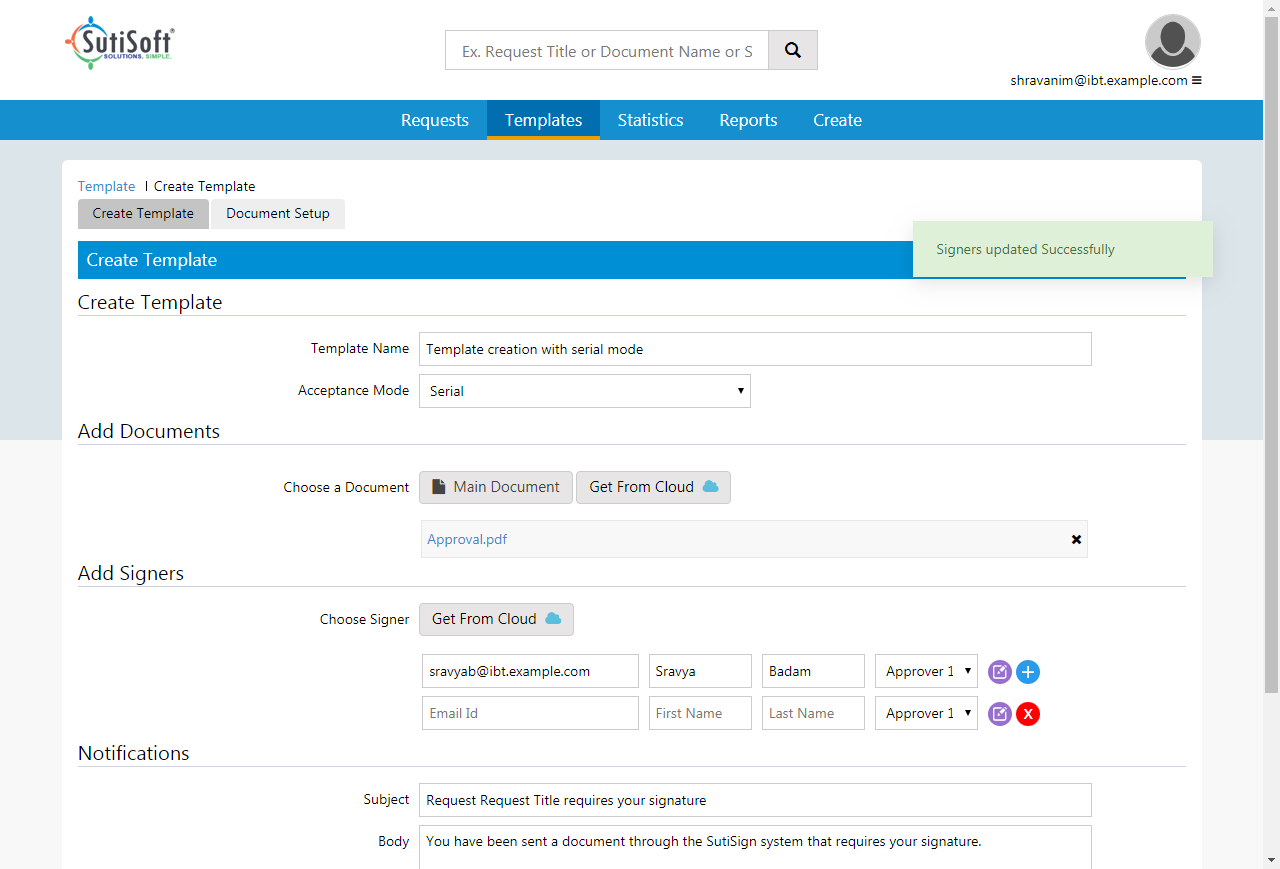 SutiSoft®
SOLUTIONS. SIMPLE.
Ex. Request Title or Document Name or S
shravanim@ibt.example.com
Requests Templates Statistics Reports Create
Template | Create Template
Create Template Document Setup
Signers updated Successfully
Create Template
Create Template
Template Name Template creation with serial mode
Acceptance Mode Serial
Add Documents
Choose a Document Main Document Get From Cloud
Approval.pdf
Add Signers
Choose Signer Get From Cloud
sravyab@ibt.example.com Sravya Badam Approver 1
Email Id First Name Last Name Approver 1 X
Notifications
Subject Request Request Title requires your signature
Body You have been sent a document through the SutiSign system that requires your signature.